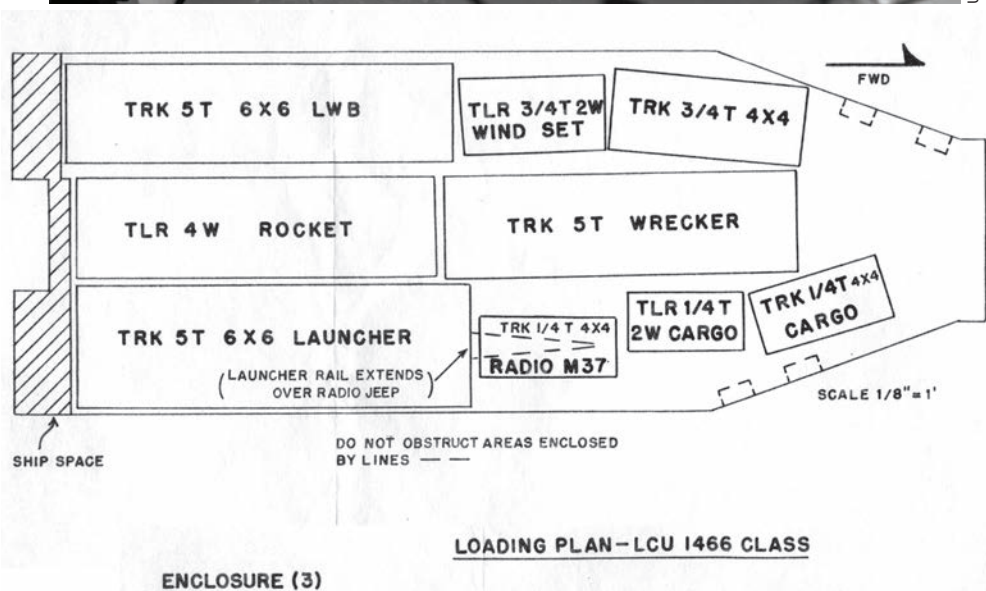 FWD
TRK 5T 6X6 LWB
TLR 3/4T 2W
WIND SET
TRK 3/4T 4X4
TLR 4W ROCKET
TRK 5T WRECKER
TRK 5T 6X6 LAUNCHER
(LAUNCHER RAIL EXTENDS
OVER RADIO JEEP)
TRK 1/4T 4X4
RADIO M37
TLR 1/4T
2W CARGO
TRK 1/4T 4X4
CARGO
SCALE 1/8"=1'
SHIP SPACE
DO NOT OBSTRUCT AREAS ENCLOSED
BY LINES — —
LOADING PLAN-LCU 1466 CLASS
ENCLOSURE (3)